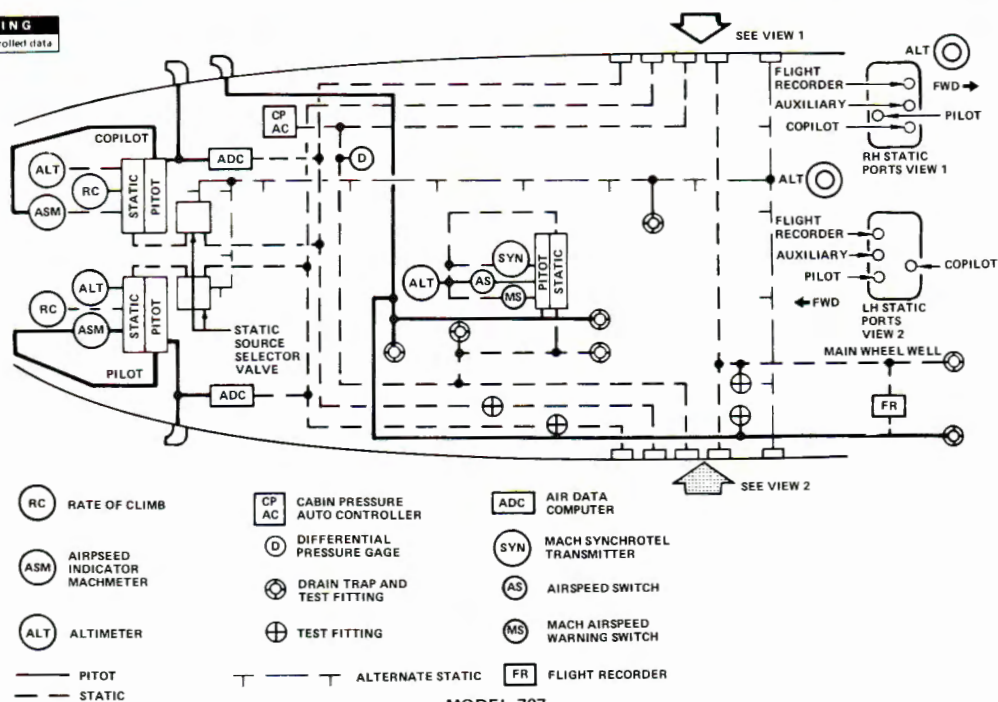 ING
rolled data
SEE VIEW 1
ALT
FLIGHT
RECORDER
FWD
AUXILIARY
PILOT
COPILOT
RH STATIC
PORTS VIEW 1
CP
AC
COPILOT
ADC
D
ALT
RC
ASM
STATIC
PITOT
ALT
FLIGHT
RECORDER
AUXILIARY
PILOT
COPILOT
FWD
LH STATIC
PORTS
VIEW 2
SYN
ALT
AS
MS
PITOT
STATIC
ALT
RC
ASM
STATIC
PITOT
STATIC
SOURCE
SELECTOR
VALVE
PILOT
ADC
MAIN WHEEL WELL
FR
SEE VIEW 2
RC RATE OF CLIMB
ASM AIRPSEED
INDICATOR
MACHMETER
ALT ALTIMETER
PITOT
STATIC
CP
AC CABIN PRESSURE
AUTO CONTROLLER
D DIFFERENTIAL
PRESSURE GAGE
DRAIN TRAP AND
TEST FITTING
TEST FITTING
ALTERNATE STATIC
ADC AIR DATA
COMPUTER
SYN MACH SYNCHROTEL
TRANSMITTER
AS AIRSPEED SWITCH
MS MACH AIRSPEED
WARNING SWITCH
FR FLIGHT RECORDER